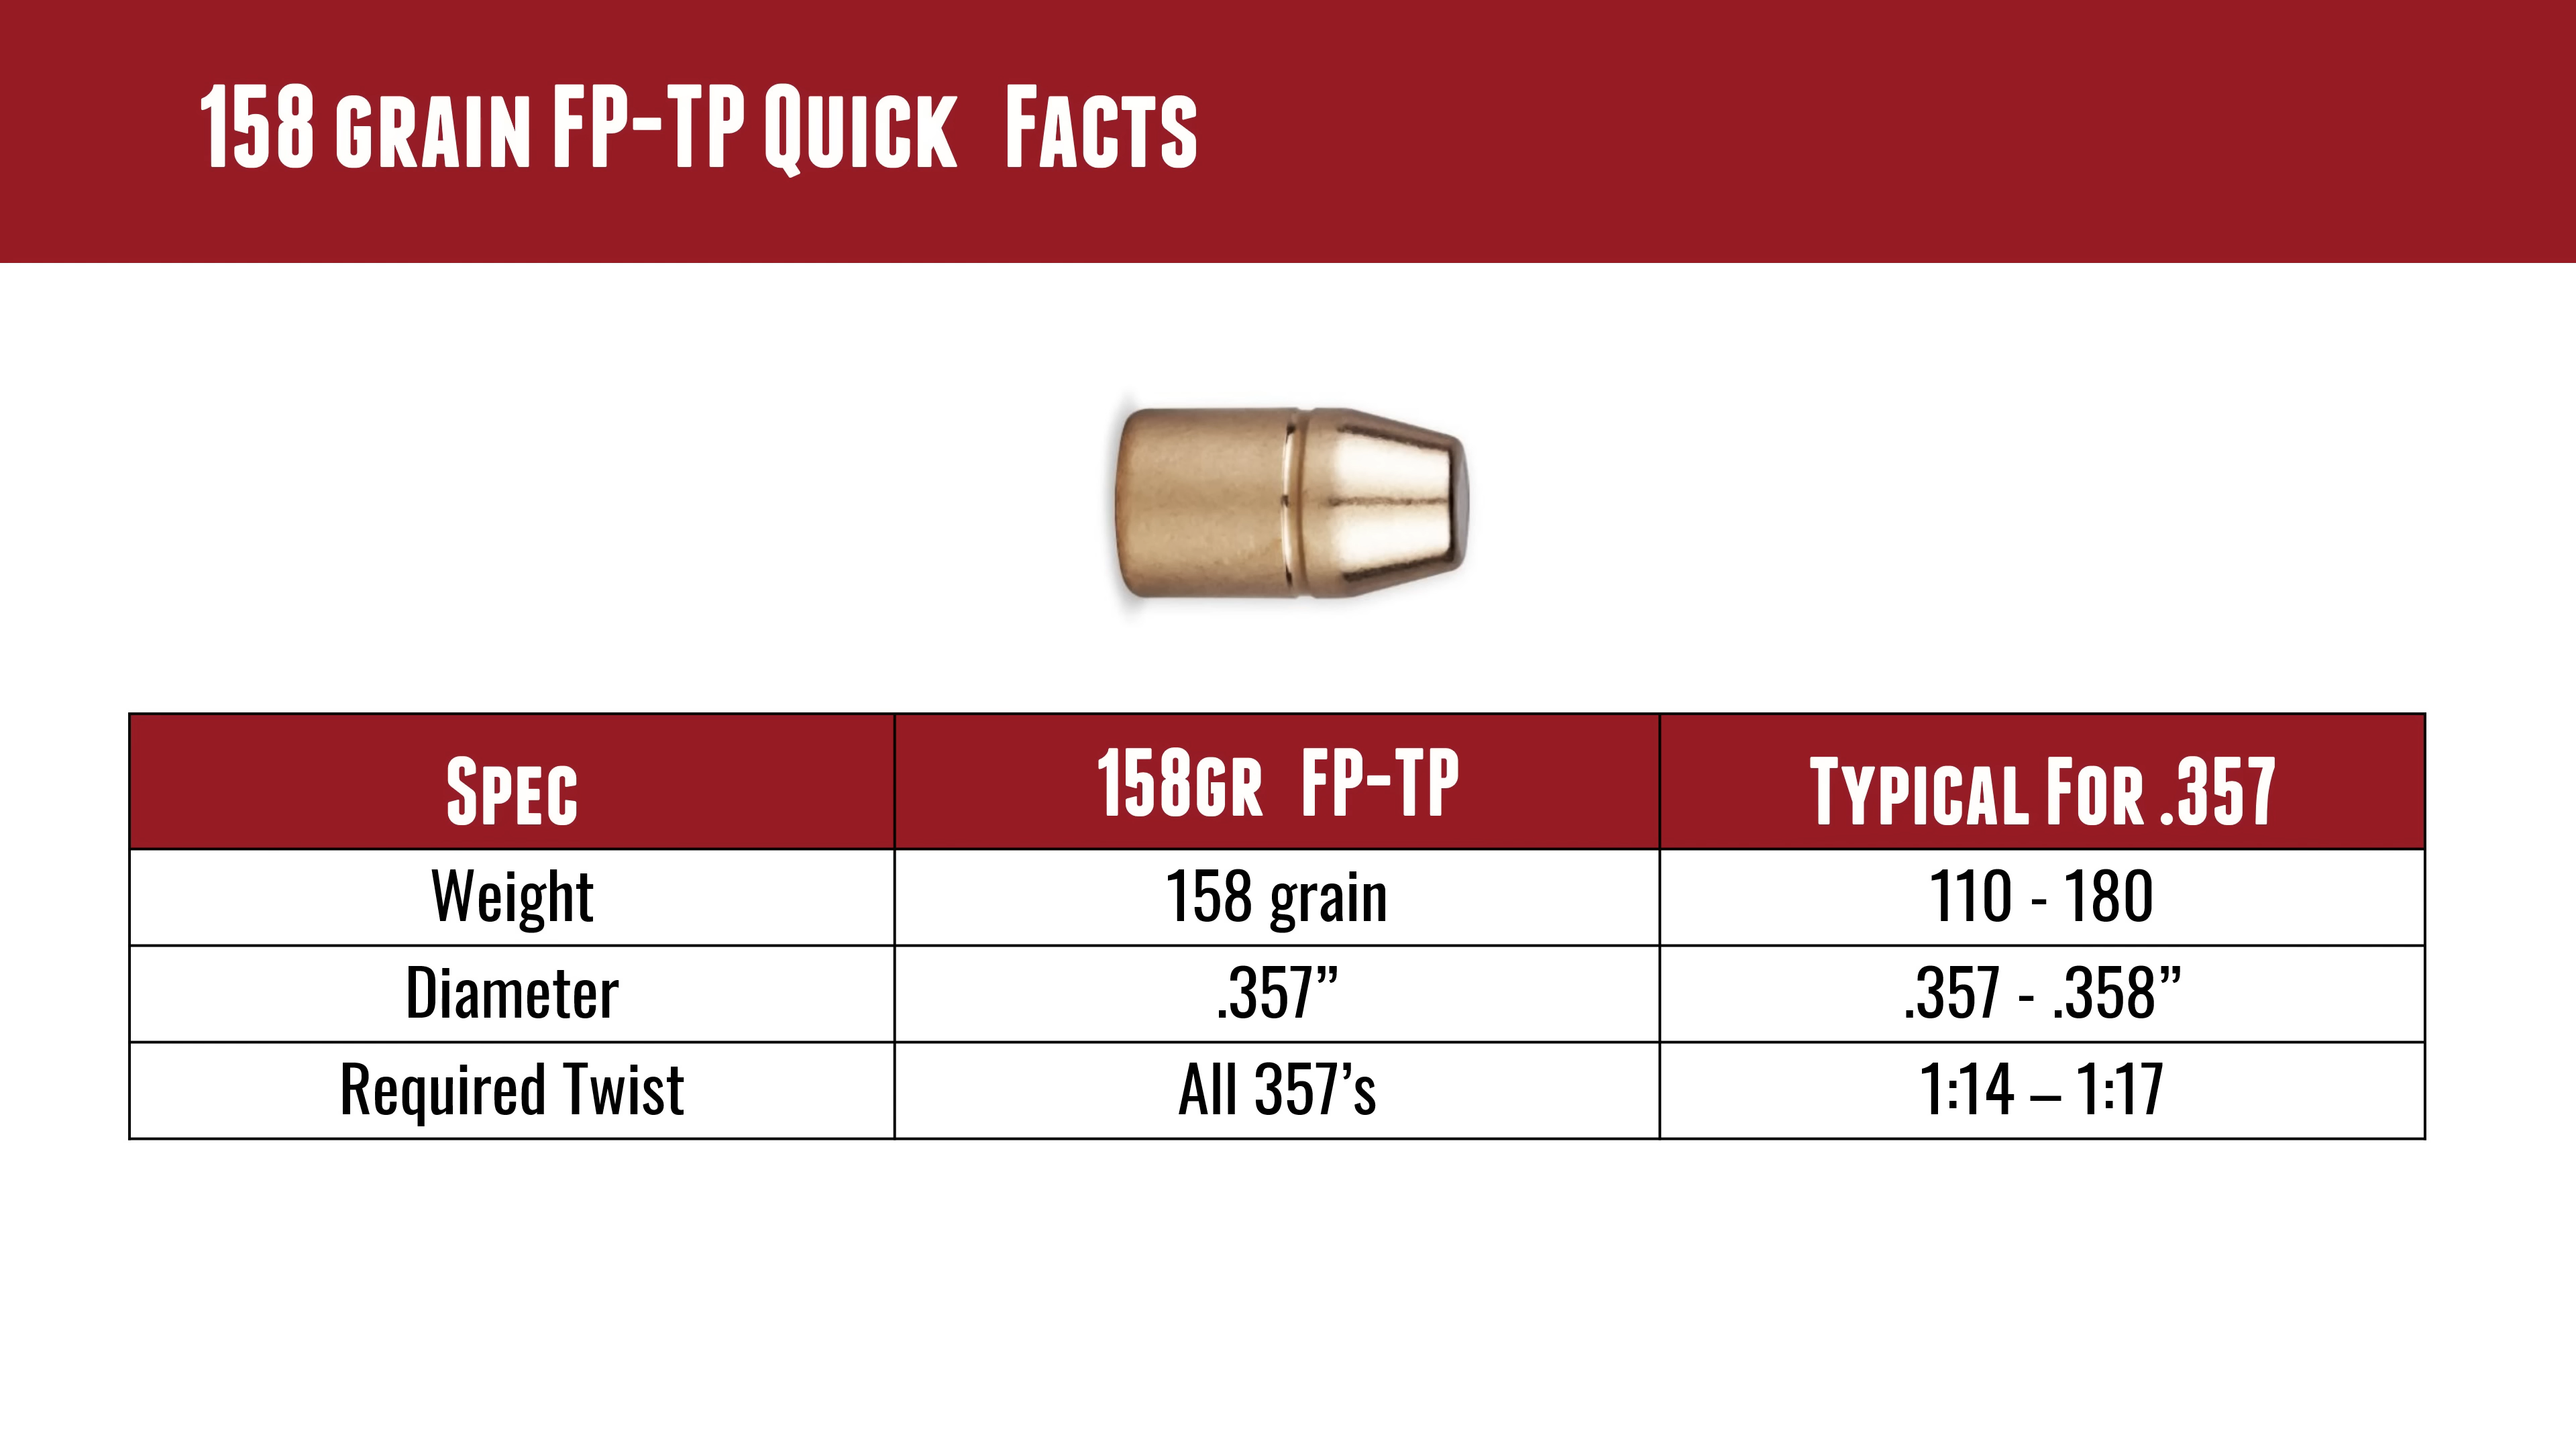 158 grain FP-TP Quick Facts
Spec 158gr FP-TP Typical For .357
Weight 158 grain 110 - 180
Diameter .357” .357 - .358”
Required Twist All 357’s 1:14 – 1:17